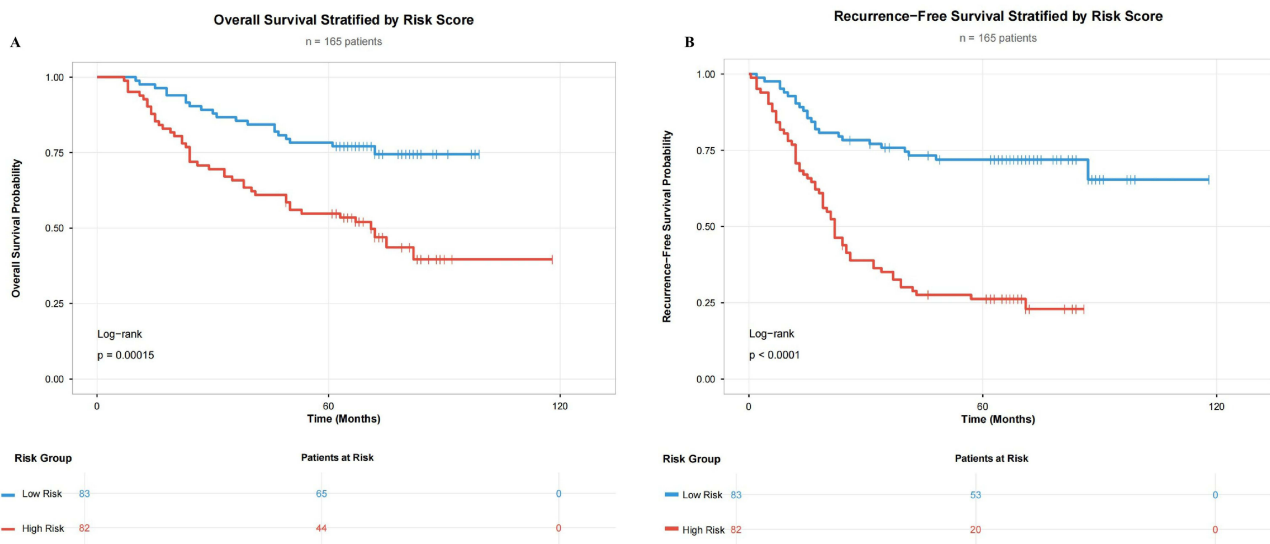 A
Overall Survival Stratified by Risk Score
n = 165 patients
Overall Survival Probability
1.00
0.75
0.50
0.25
0.00
Log−rank
p = 0.00015
0 60 120
Time (Months)
Risk Group Patients at Risk
Low Risk 83 65 0
High Risk 82 44 0
B
Recurrence−Free Survival Stratified by Risk Score
n = 165 patients
Recurrence−Free Survival Probability
1.00
0.75
0.50
0.25
0.00
Log−rank
p < 0.0001
0 60 120
Time (Months)
Risk Group Patients at Risk
Low Risk 83 53 0
High Risk 82 20 0